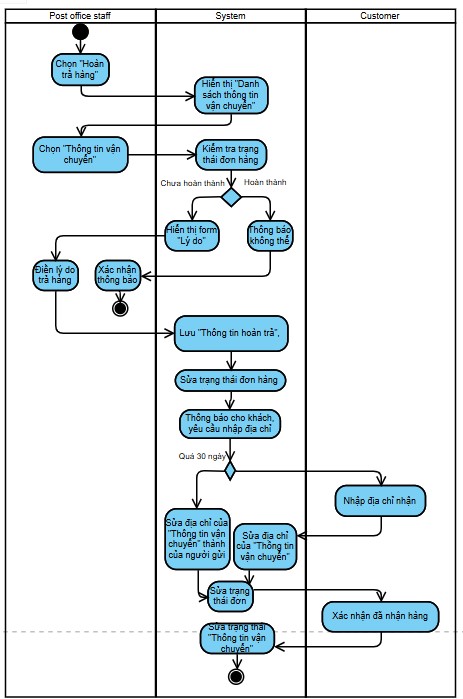 Post office staff
System
Customer
Chọn "Hoàn
trả hàng"
Hiển thị "Danh
sách thông tin
vận chuyển"
Chọn "Thông tin vận
chuyển"
Kiểm tra trạng
thái đơn hàng
Chưa hoàn thành
Hoàn thành
Hiển thị form
"Lý do"
Thông báo
không thể
Điền lý do
trả hàng
Xác nhận
thông báo
Lưu "Thông tin hoàn trả",
Sửa trạng thái đơn hàng
Thông báo cho khách,
yêu cầu nhập địa chỉ
Quá 30 ngày
Nhập địa chỉ nhận
Sửa địa chỉ của
"Thông tin vận
chuyển" thành
của người gửi
Sửa địa chỉ
của "Thông tin
vận chuyển"
Sửa trạng
thái đơn
Xác nhận đã nhận hàng
Sửa trạng thái
"Thông tin vận
chuyển"